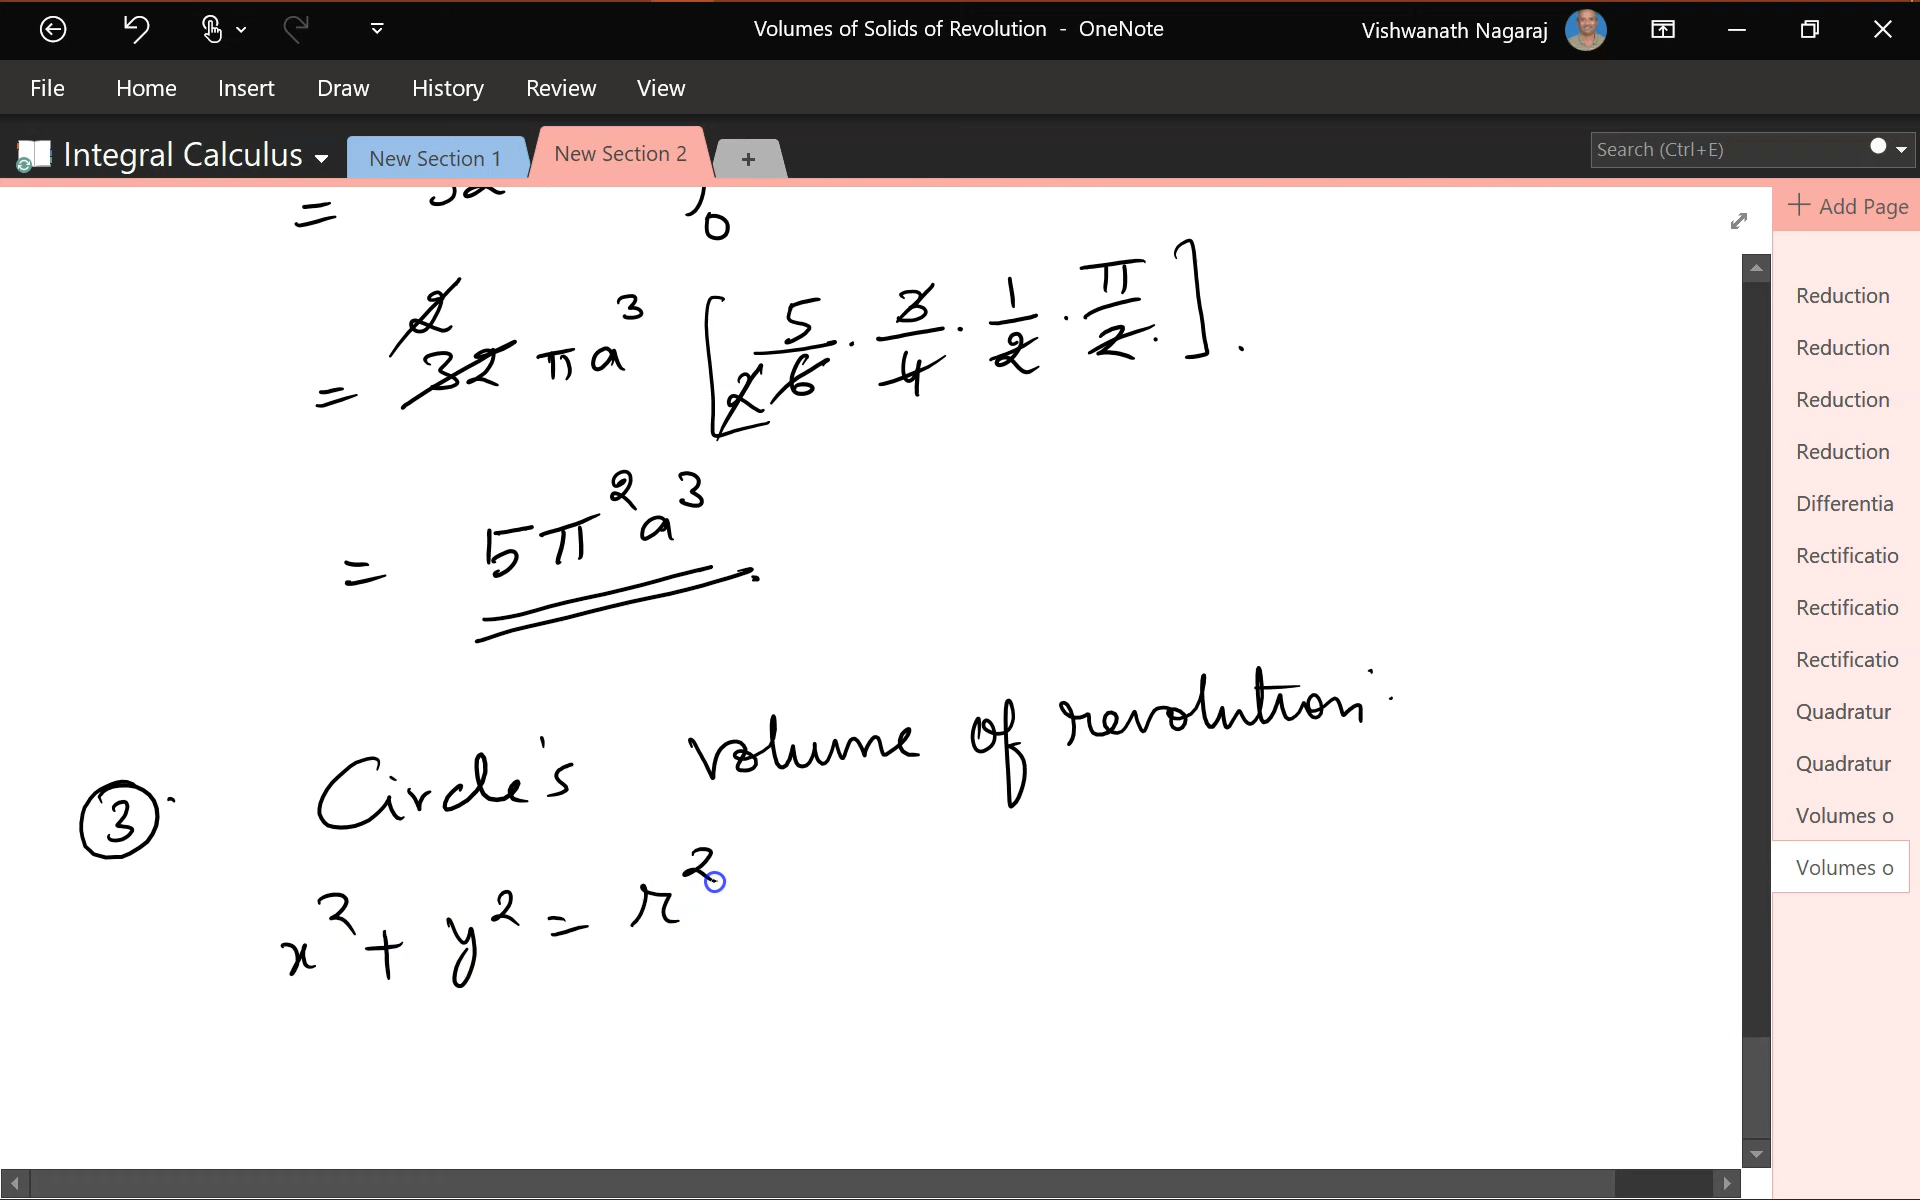 Volumes of Solids of Revolution - OneNote
Vishwanath Nagaraj
File Home Insert Draw History Review View
Integral Calculus
New Section 1
New Section 2
+
Search (Ctrl+E)
+ Add Page
= 0
= 32 2 π a³ [ 5/6 2 · 3/4 · 1/2 · π/2 · ] .
= 5π²a³ .
③ Circle's volume of revolution.
x² + y² = r²
Reduction
Reduction
Reduction
Reduction
Differentia
Rectificatio
Rectificatio
Rectificatio
Quadratur
Quadratur
Volumes o
Volumes o